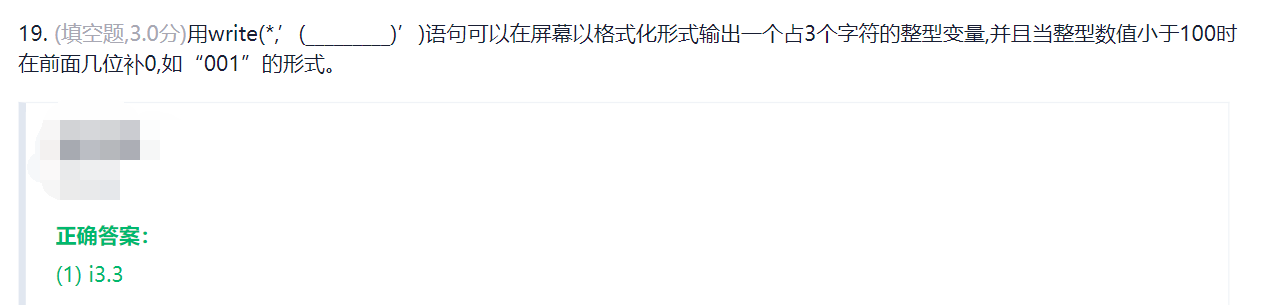 19. (填空题,3.0分)用write(*,’（_________)’)语句可以在屏幕以格式化形式输出一个占3个字符的整型变量,并且当整型数值小于100时
在前面几位补0,如“001”的形式。
正确答案：
(1) i3.3